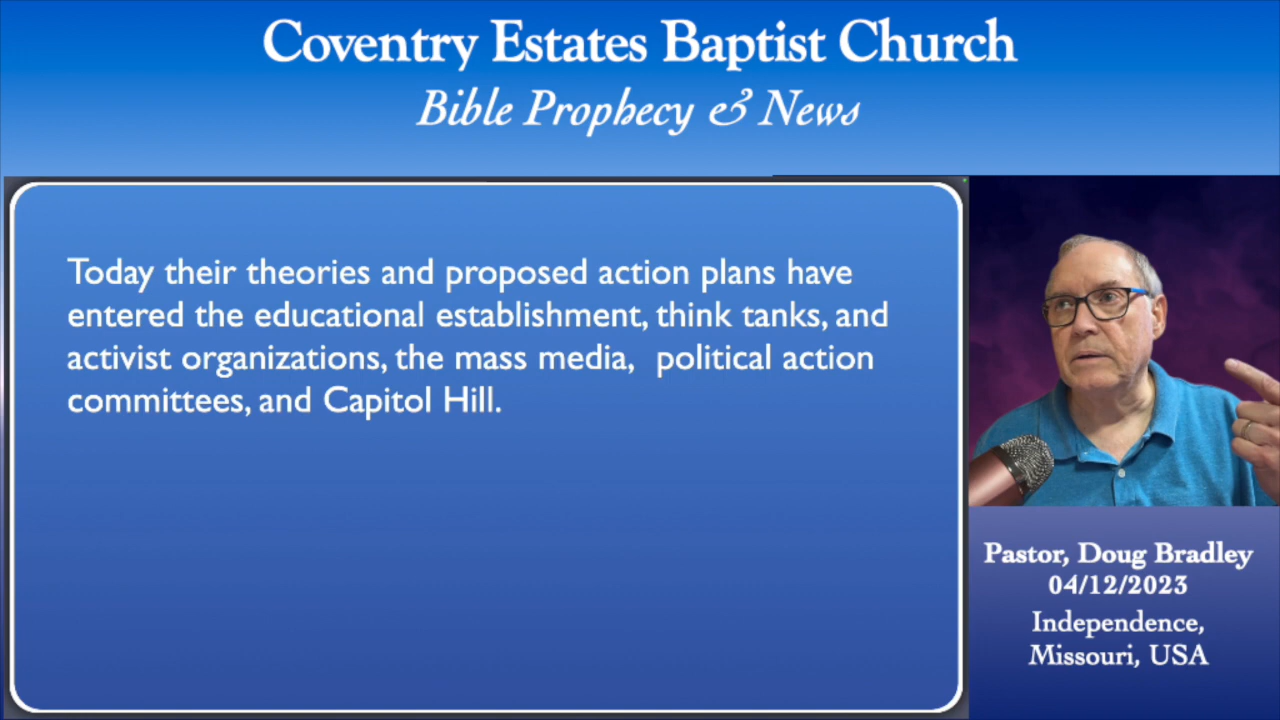 Coventry Estates Baptist Church
Bible Prophecy & News
Today their theories and proposed action plans have
entered the educational establishment, think tanks, and
activist organizations, the mass media,  political action
committees, and Capitol Hill.
Pastor, Doug Bradley
04/12/2023
Independence,
Missouri, USA